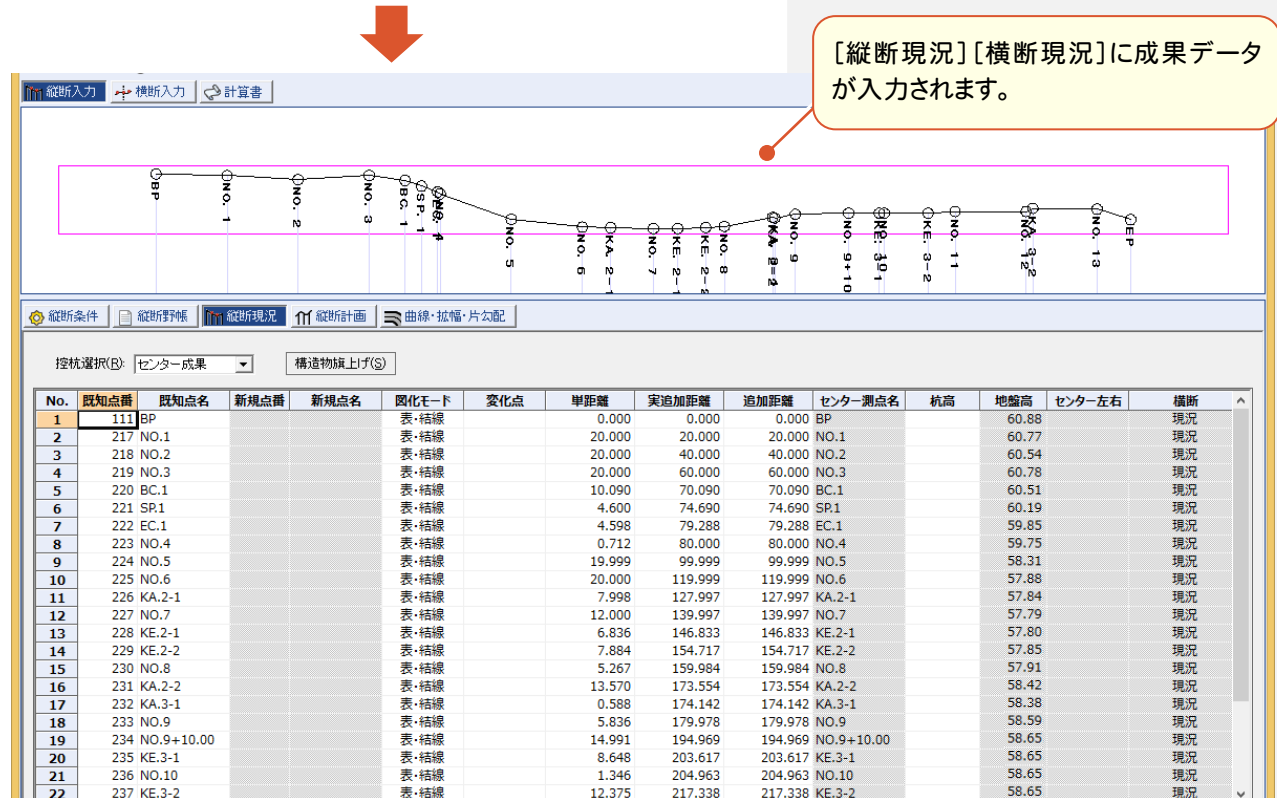 ［縦断現況］［横断現況］に成果データ
が入力されます。
縦断入力 横断入力 計算書
BP NO. 1 NO. 2 NO. 3 BC. 1 SP. 1 NO. 5 NO. 6 KA. 2-1 NO. 7 KE. 2-1 KE. 2-2 NO. 8 NO. 9 NO. 9+10 KE. 3-2 NO. 11 NO. 12 KA. 3-2 NO. 13 EP
縦断条件 縦断野帳 縦断現況 縦断計画 曲線・拡幅・片勾配
控杭選択(R): センター成果 構造物旗上げ(S)
No. 既知点番 既知点名 新規点番 新規点名 図化モード 変化点 単距離 実追加距離 追加距離 センター測点名 杭高 地盤高 センター左右 横断
1 111 BP 表・結線 0.000 0.000 0.000 BP 60.88 現況
2 217 NO.1 表・結線 20.000 20.000 20.000 NO.1 60.77 現況
3 218 NO.2 表・結線 20.000 40.000 40.000 NO.2 60.54 現況
4 219 NO.3 表・結線 20.000 60.000 60.000 NO.3 60.78 現況
5 220 BC.1 表・結線 10.090 70.090 70.090 BC.1 60.51 現況
6 221 SP.1 表・結線 4.600 74.690 74.690 SP.1 60.19 現況
7 222 EC.1 表・結線 4.598 79.288 79.288 EC.1 59.85 現況
8 223 NO.4 表・結線 0.712 80.000 80.000 NO.4 59.75 現況
9 224 NO.5 表・結線 19.999 99.999 99.999 NO.5 58.31 現況
10 225 NO.6 表・結線 20.000 119.999 119.999 NO.6 57.88 現況
11 226 KA.2-1 表・結線 7.998 127.997 127.997 KA.2-1 57.84 現況
12 227 NO.7 表・結線 12.000 139.997 139.997 NO.7 57.79 現況
13 228 KE.2-1 表・結線 6.836 146.833 146.833 KE.2-1 57.80 現況
14 229 KE.2-2 表・結線 7.884 154.717 154.717 KE.2-2 57.85 現況
15 230 NO.8 表・結線 5.267 159.984 159.984 NO.8 57.91 現況
16 231 KA.2-2 表・結線 13.570 173.554 173.554 KA.2-2 58.42 現況
17 232 KA.3-1 表・結線 0.588 174.142 174.142 KA.3-1 58.38 現況
18 233 NO.9 表・結線 5.836 179.978 179.978 NO.9 58.59 現況
19 234 NO.9+10.00 表・結線 14.991 194.969 194.969 NO.9+10.00 58.65 現況
20 235 KE.3-1 表・結線 8.648 203.617 203.617 KE.3-1 58.65 現況
21 236 NO.10 表・結線 1.346 204.963 204.963 NO.10 58.65 現況
22 237 KE.3-2 表・結線 12.375 217.338 217.338 KE.3-2 58.65 現況